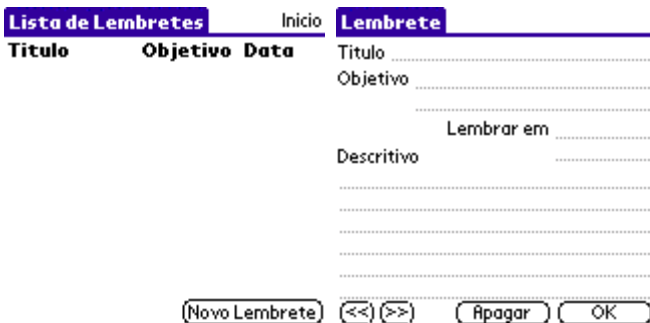 Lista de Lembretes Inicio
Titulo Objetivo Data
Novo Lembrete
Lembrete
Titulo
Objetivo
Lembrar em
Descritivo
<< >> Apagar OK